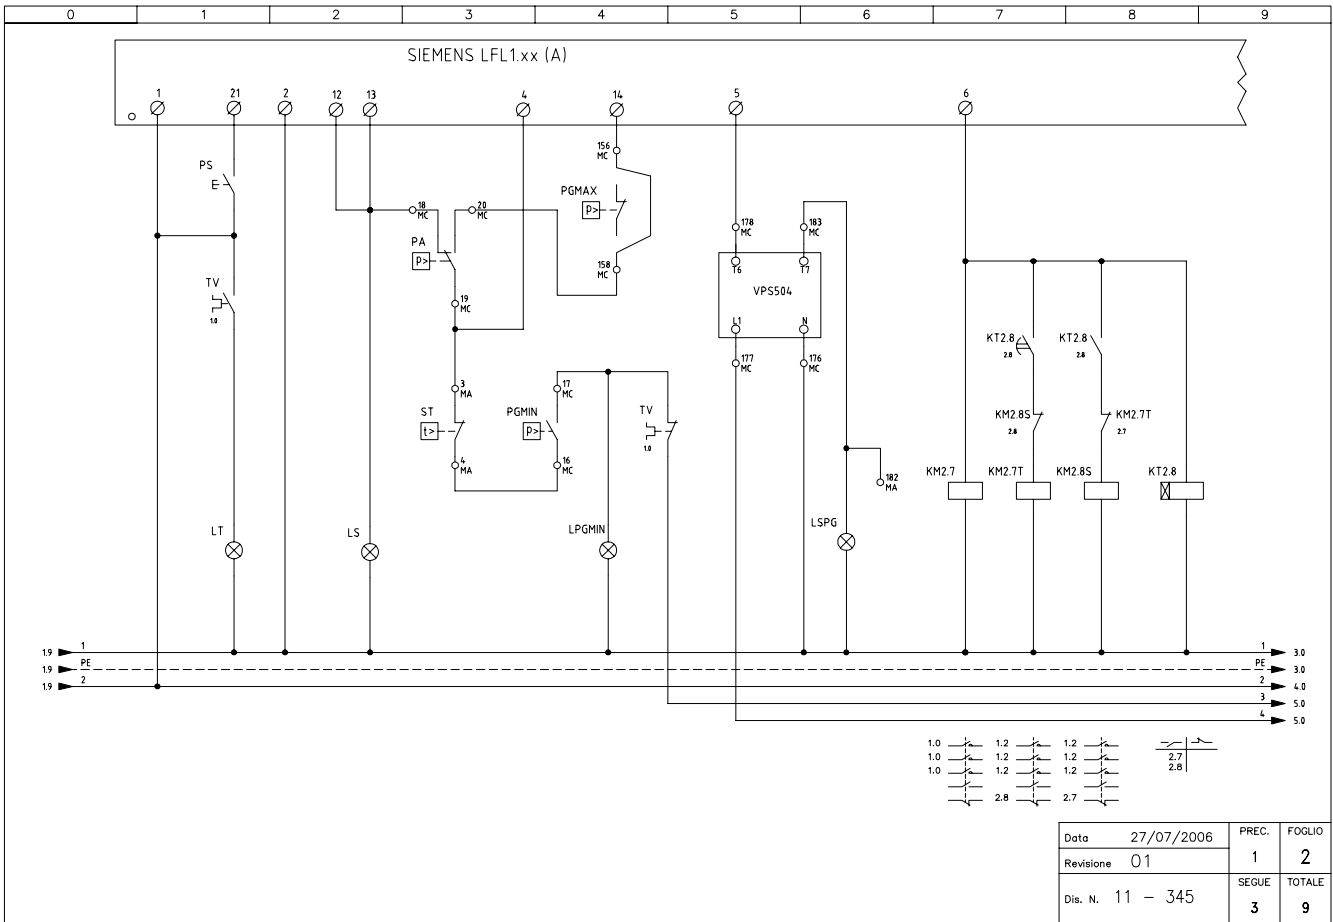 0 1 2 3 4 5 6 7 8 9
SIEMENS LFL1.xx (A)
1 21 2 12 13 4 14 5 6
156
MC
PS
E
PGMAX
P>
18
MC
20
MC
178
MC
183
MC
PA
P>
158
MC
T6 T7
VPS504
TV
1.0
19
MC
L1 N
KT2.8
2.8
KT2.8
2.8
177
MC
176
MC
3
MA
17
MC
ST
t>
PGMIN
P>
TV
1.0
KM2.8S
2.8
KM2.7T
2.7
4
MA
16
MC
182
MA
KM2.7 KM2.7T KM2.8S KT2.8
LT LS LPGMIN LSPG
1.9 1 1 3.0
1.9 PE PE 3.0
1.9 2 2 4.0
3 5.0
4 5.0
1.0 1.2 1.2
1.0 1.2 1.2 2.7
1.0 1.2 1.2 2.8
2.8 2.7
Data 27/07/2006 PREC. FOGLIO
Revisione 01 1 2
Dis. N. 11 - 345 SEGUE TOTALE
3 9